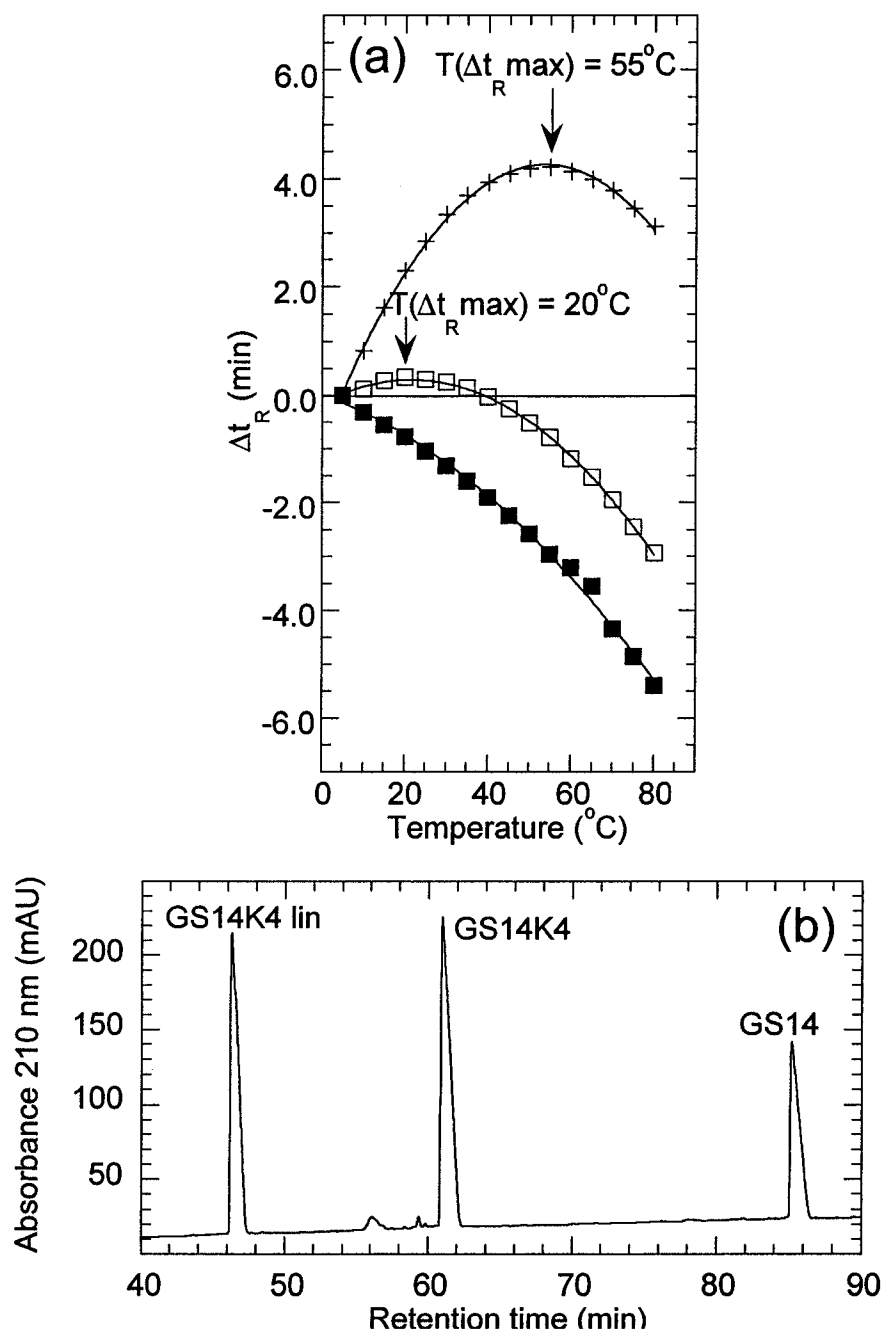 (a)
T(Δt_R max) = 55°C
6.0
4.0
2.0
0.0
-2.0
-4.0
-6.0
T(Δt_R max) = 20°C
Δt_R (min)
0 20 40 60 80
Temperature (°C)
(b)
GS14K4 lin
GS14K4
GS14
200
150
100
50
Absorbance 210 nm (mAU)
40 50 60 70 80 90
Retention time (min)